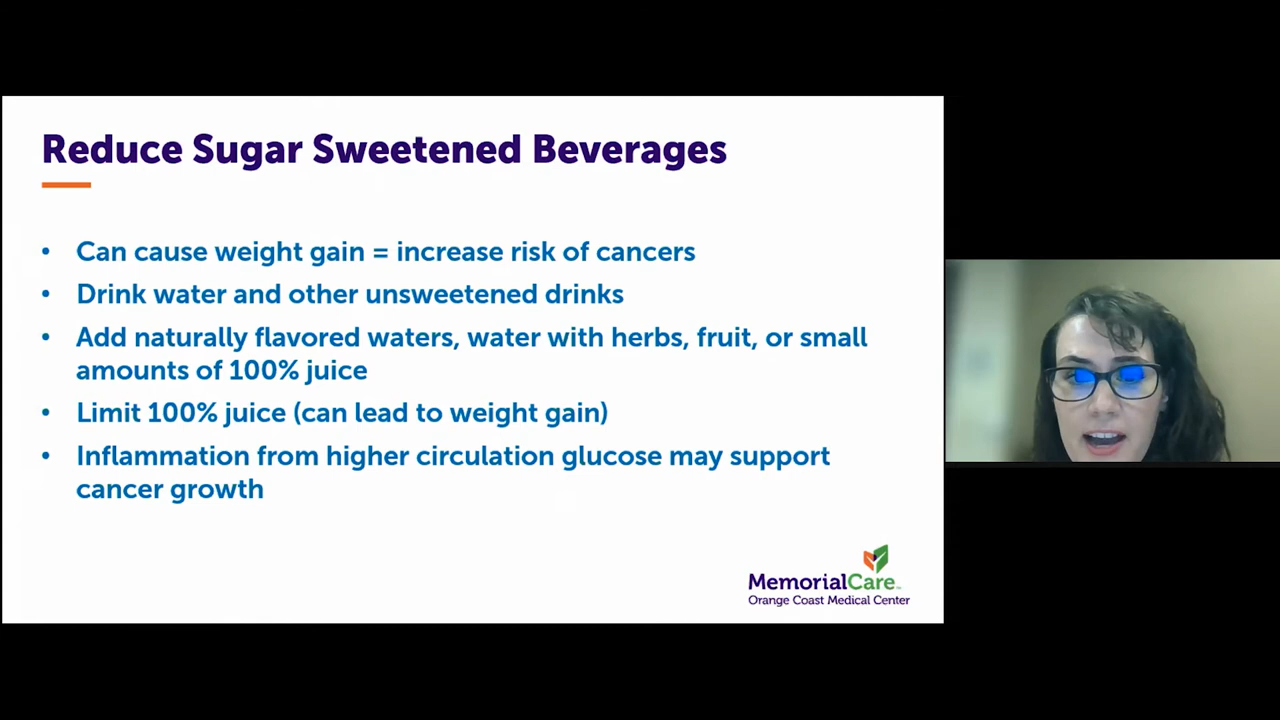 Reduce Sugar Sweetened Beverages
• Can cause weight gain = increase risk of cancers
• Drink water and other unsweetened drinks
• Add naturally flavored waters, water with herbs, fruit, or small
amounts of 100% juice
• Limit 100% juice (can lead to weight gain)
• Inflammation from higher circulation glucose may support
cancer growth
MemorialCare™
Orange Coast Medical Center